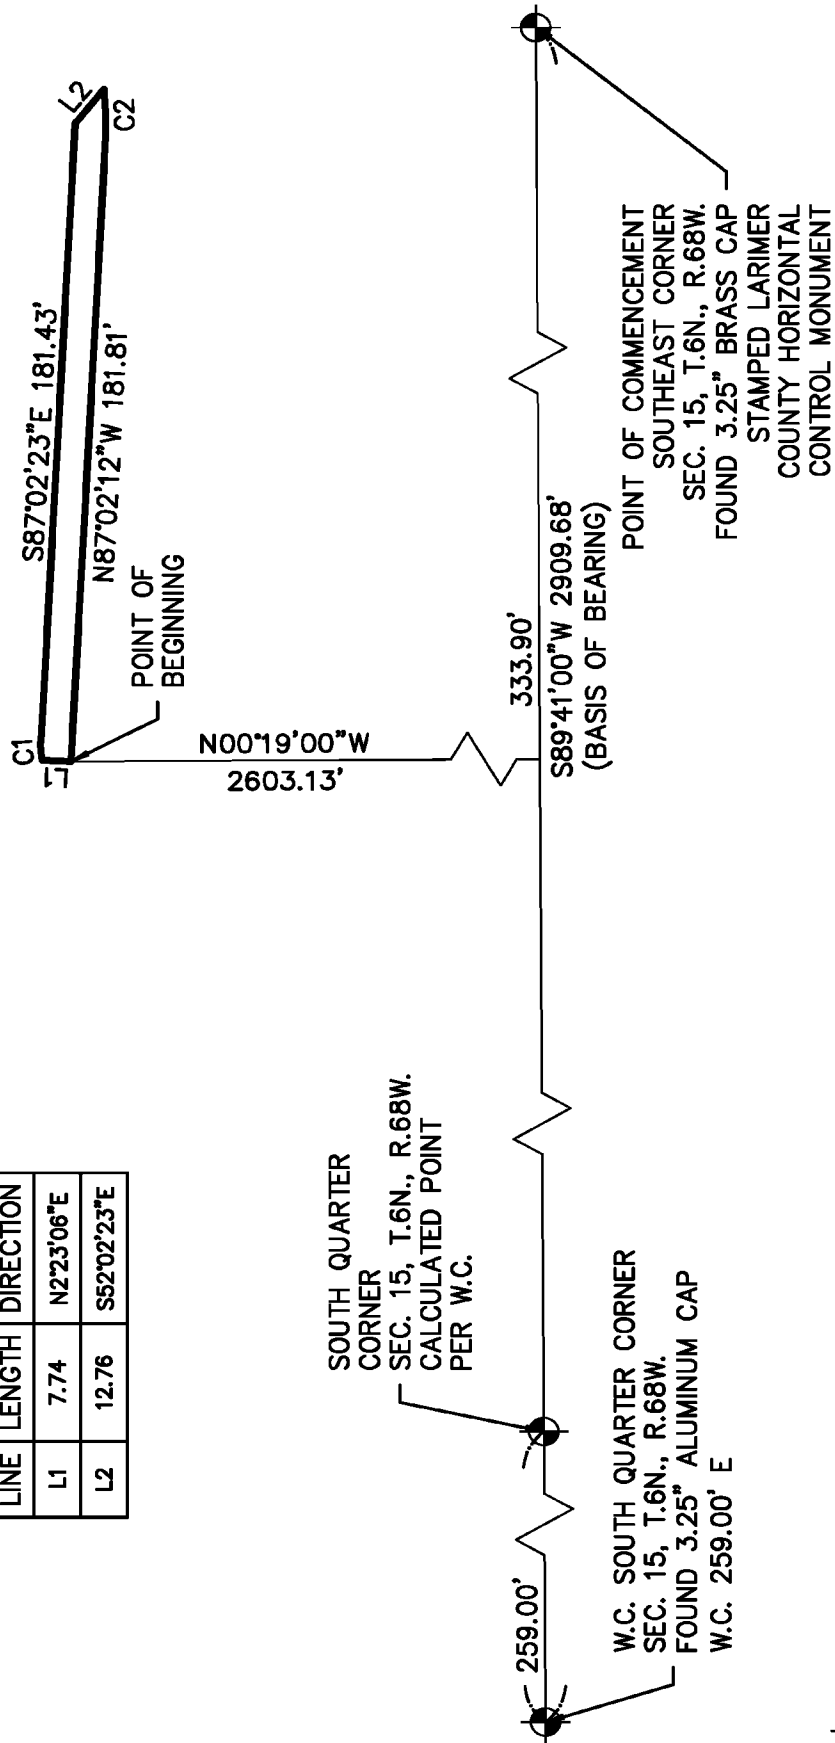 LINE LENGTH DIRECTION
L1 7.74 N2°23'06"E
L2 12.76 S52°02'23"E
C1
L1
S87°02'23"E 181.43'
L2
N87°02'12"W 181.81'
C2
POINT OF
BEGINNING
N00°19'00"W
2603.13'
SOUTH QUARTER
CORNER
SEC. 15, T.6N., R.68W.
CALCULATED POINT
PER W.C.
259.00'
333.90'
S89°41'00"W 2909.68'
(BASIS OF BEARING)
W.C. SOUTH QUARTER CORNER
SEC. 15, T.6N., R.68W.
FOUND 3.25" ALUMINUM CAP
W.C. 259.00' E
POINT OF COMMENCEMENT
SOUTHEAST CORNER
SEC. 15, T.6N., R.68W.
FOUND 3.25" BRASS CAP
STAMPED LARIMER
COUNTY HORIZONTAL
CONTROL MONUMENT